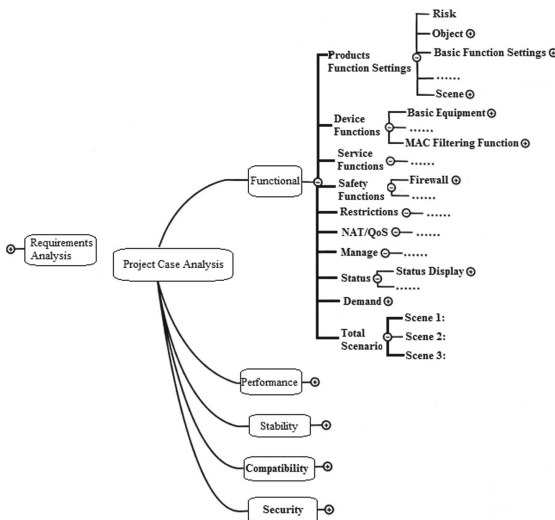 Risk
Object
Products
Function Settings
Basic Function Settings
......
Scene
Device
Functions
Basic Equipment
......
MAC Filtering Function
Service
Functions
......
Functional
Safety
Functions
Firewall
......
Restrictions
......
NAT/QoS
......
Requirements
Analysis
Project Case Analysis
Manage
......
Status
Status Display
......
Demand
Total
Scenario
Scene 1:
Scene 2:
Scene 3:
Performance
Stability
Compatibility
Security